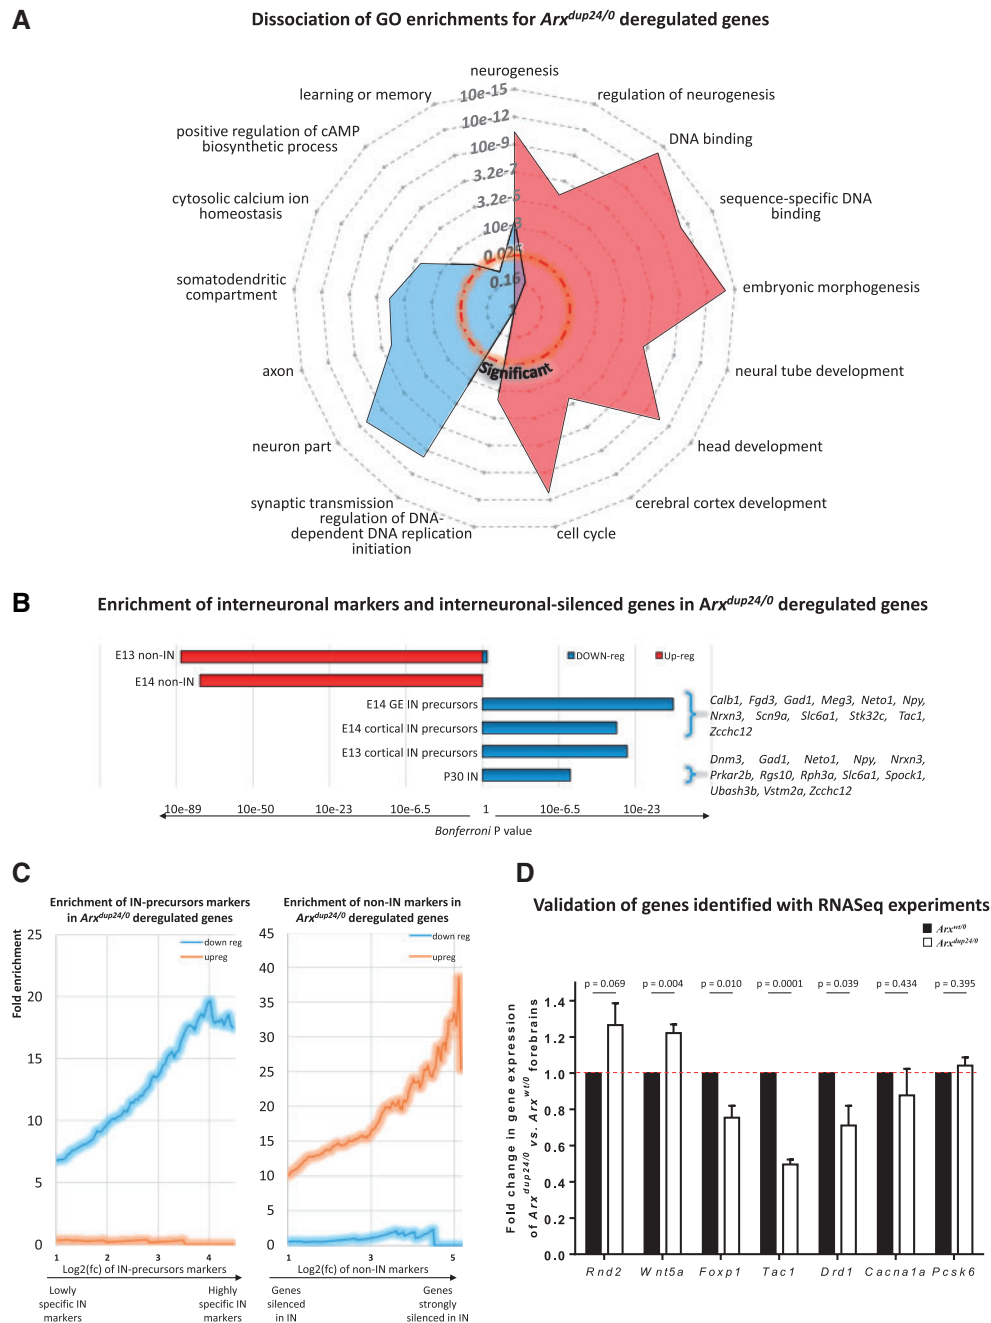 A
Dissociation of GO enrichments for Arxdup24/0 deregulated genes
neurogenesis
learning or memory
regulation of neurogenesis
positive regulation of cAMP
biosynthetic process
DNA binding
cytosolic calcium ion
homeostasis
sequence-specific DNA
binding
somatodendritic
compartment
embryonic morphogenesis
axon
neural tube development
neuron part
head development
synaptic transmission
cerebral cortex development
regulation of DNA-
dependent DNA replication
initiation
cell cycle
10e-15
10e-12
10e-9
3.2e-7
3.2e-5
10e-3
0.025
0.16
1
Significant
B
Enrichment of interneuronal markers and interneuronal-silenced genes in Arxdup24/0 deregulated genes
E13 non-IN
E14 non-IN
E14 GE IN precursors
E14 cortical IN precursors
E13 cortical IN precursors
P30 IN
DOWN-reg
Up-reg
Calb1, Fgd3, Gad1, Meg3, Neto1, Npy,
Nrxn3, Scn9a, Slc6a1, Stk32c, Tac1,
Zcchc12
Dnm3, Gad1, Neto1, Npy, Nrxn3,
Prkar2b, Rgs10, Rph3a, Slc6a1, Spock1,
Ubash3b, Vstm2a, Zcchc12
10e-89 10e-50 10e-23 10e-6.5 1 10e-6.5 10e-23
Bonferroni P value
C
Enrichment of IN-precursors markers
in Arxdup24/0 deregulated genes
Fold enrichment
25
20
15
10
5
0
down reg
upreg
1 2 3 4
Log2(fc) of IN-precursors markers
Lowly
specific IN
markers
Highly
specific IN
markers
Enrichment of non-IN markers in
Arxdup24/0 deregulated genes
45
40
35
30
25
20
15
10
5
0
down reg
upreg
1 3 5
Log2(fc) of non-IN markers
Genes
silenced
in IN
Genes
strongly
silenced in IN
D
Validation of genes identified with RNASeq experiments
Arxwt/0
Arxdup24/0
p = 0.069 p = 0.004 p = 0.010 p = 0.0001 p = 0.039 p = 0.434 p = 0.395
Fold change in gene expression
of Arxdup24/0 vs. Arxwt/0 forebrains
1.4
1.2
1.0
0.8
0.6
0.4
0.2
0.0
Rnd2 Wnt5a Foxp1 Tac1 Drd1 Cacna1a Pcsk6